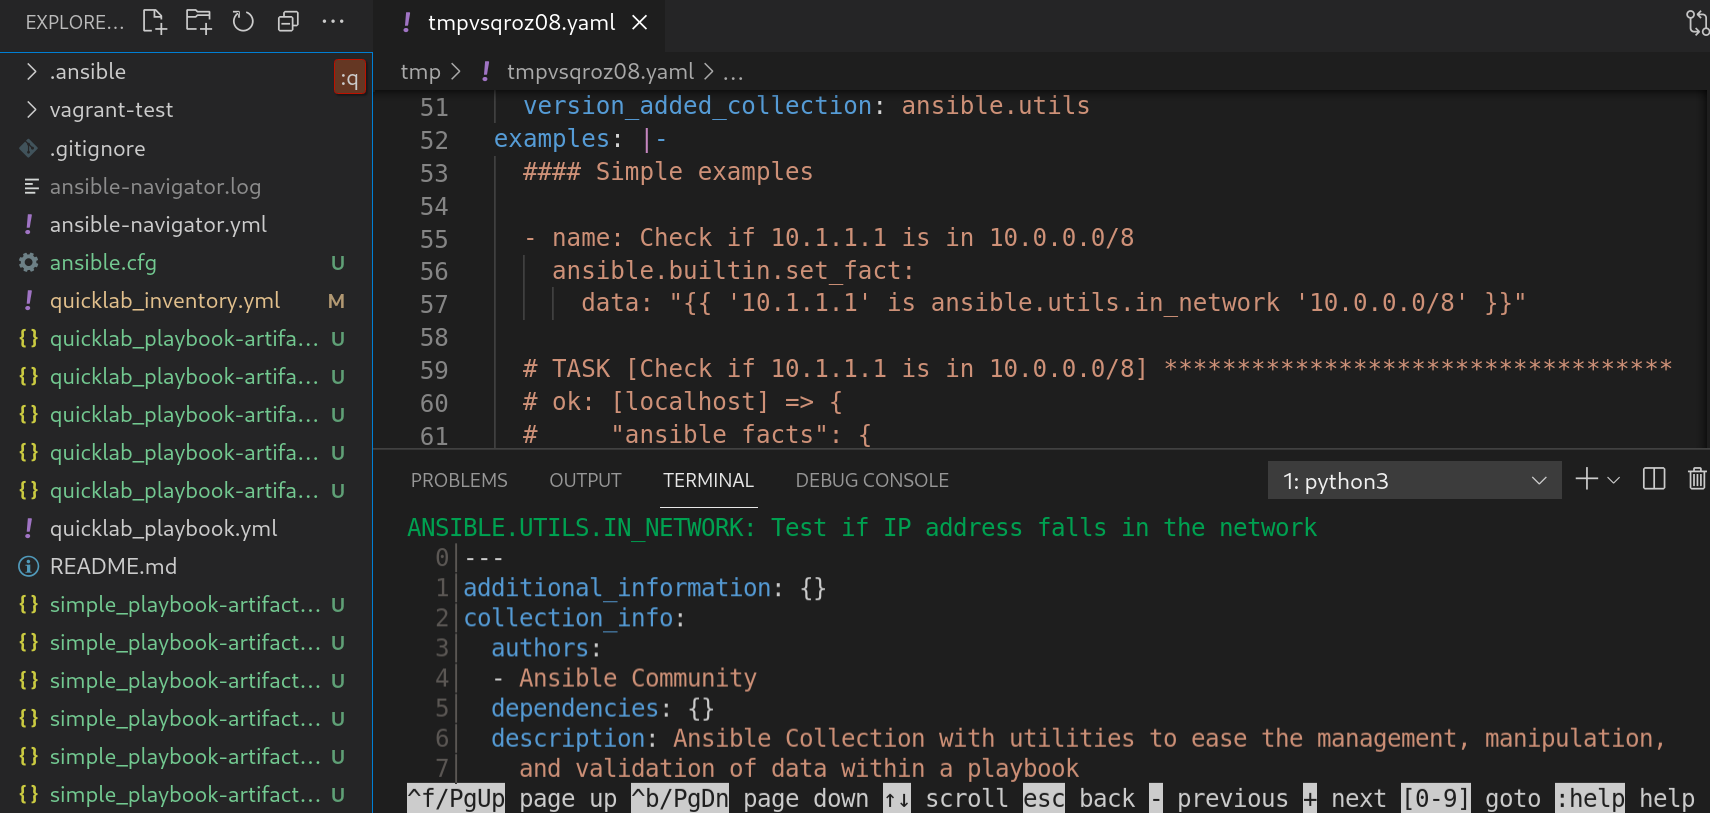 EXPLORE...
.ansible
:q
vagrant-test
.gitignore
ansible-navigator.log
ansible-navigator.yml
ansible.cfg U
quicklab_inventory.yml M
quicklab_playbook-artifa... U
quicklab_playbook-artifa... U
quicklab_playbook-artifa... U
quicklab_playbook-artifa... U
quicklab_playbook-artifa... U
quicklab_playbook.yml
README.md
simple_playbook-artifact... U
simple_playbook-artifact... U
simple_playbook-artifact... U
simple_playbook-artifact... U
simple_playbook-artifact... U
simple_playbook-artifact... U
! tmpvsqroz08.yaml
tmp > ! tmpvsqroz08.yaml > ...
51 version_added_collection: ansible.utils
52 examples: |-
53 #### Simple examples
54
55 - name: Check if 10.1.1.1 is in 10.0.0.0/8
56 ansible.builtin.set_fact:
57 data: "{{ '10.1.1.1' is ansible.utils.in_network '10.0.0.0/8' }}"
58
59 # TASK [Check if 10.1.1.1 is in 10.0.0.0/8] ***********************************
60 # ok: [localhost] => {
61 # "ansible_facts": {
PROBLEMS OUTPUT TERMINAL DEBUG CONSOLE 1: python3
ANSIBLE.UTILS.IN_NETWORK: Test if IP address falls in the network
0│---
1│additional_information: {}
2│collection_info:
3│ authors:
4│ - Ansible Community
5│ dependencies: {}
6│ description: Ansible Collection with utilities to ease the management, manipulation,
7│ and validation of data within a playbook
^f/PgUp page up ^b/PgDn page down ↑↓ scroll esc back - previous + next [0-9] goto :help help